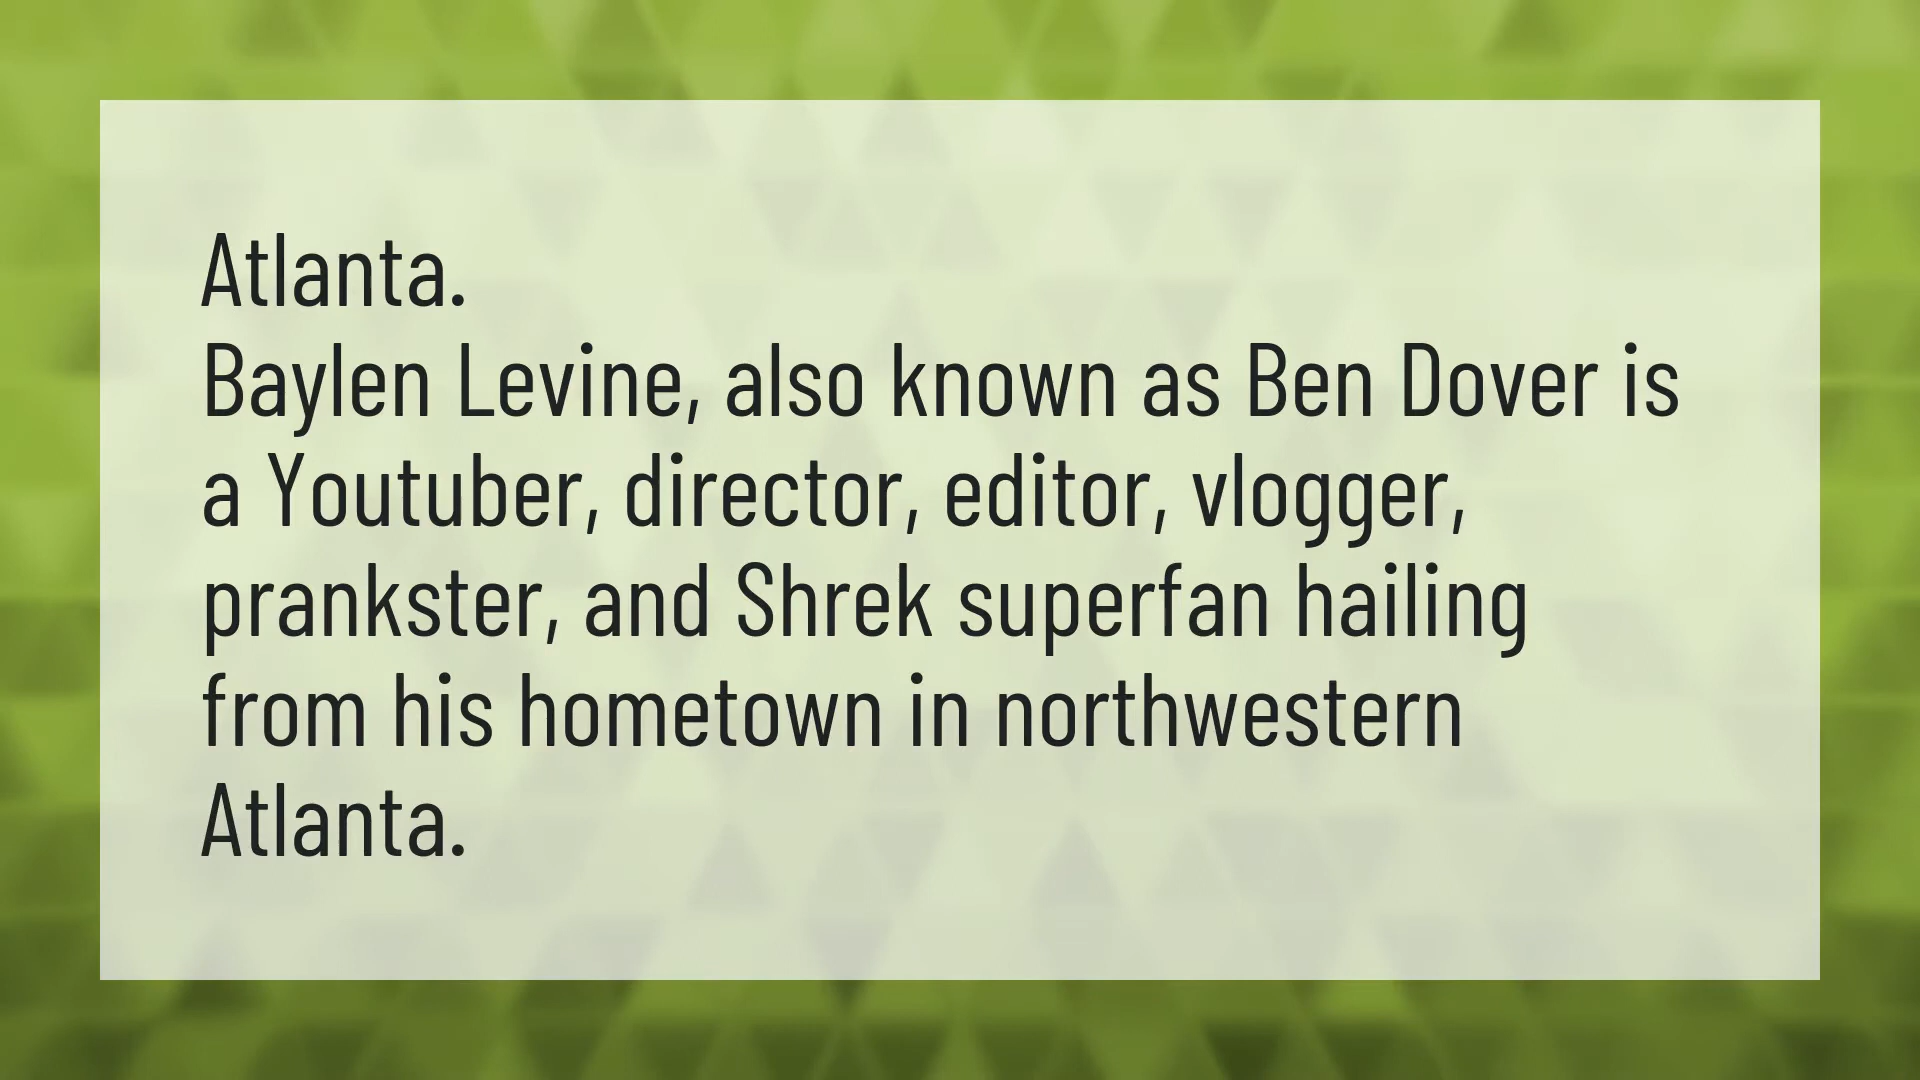 Atlanta.
Baylen Levine, also known as Ben Dover is
a Youtuber, director, editor, vlogger,
prankster, and Shrek superfan hailing
from his hometown in northwestern
Atlanta.